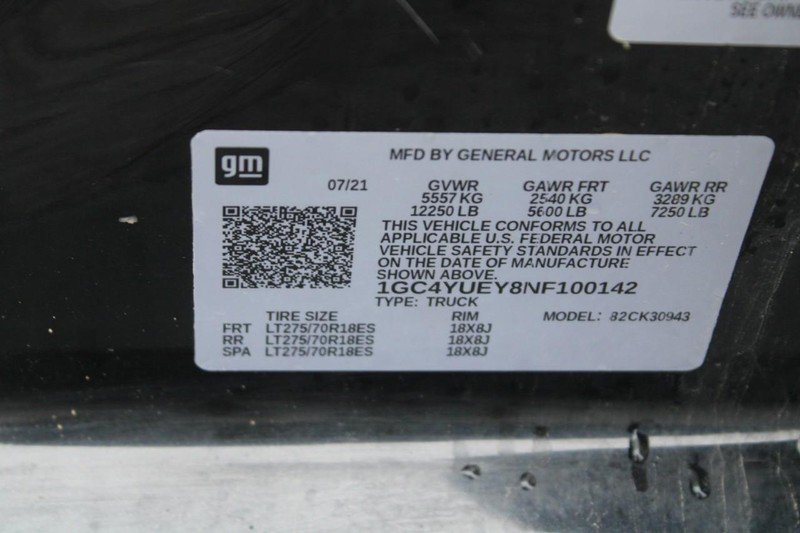 SEE OWN
gm
MFD BY GENERAL MOTORS LLC
07/21 GVWR GAWR FRT GAWR RR
5557 KG 2540 KG 3289 KG
12250 LB 5600 LB 7250 LB
THIS VEHICLE CONFORMS TO ALL
APPLICABLE U.S. FEDERAL MOTOR
VEHICLE SAFETY STANDARDS IN EFFECT
ON THE DATE OF MANUFACTURE
SHOWN ABOVE.
1GC4YUEY8NF100142
TYPE: TRUCK
TIRE SIZE RIM MODEL: 82CK30943
FRT LT275/70R18ES 18X8J
RR LT275/70R18ES 18X8J
SPA LT275/70R18ES 18X8J